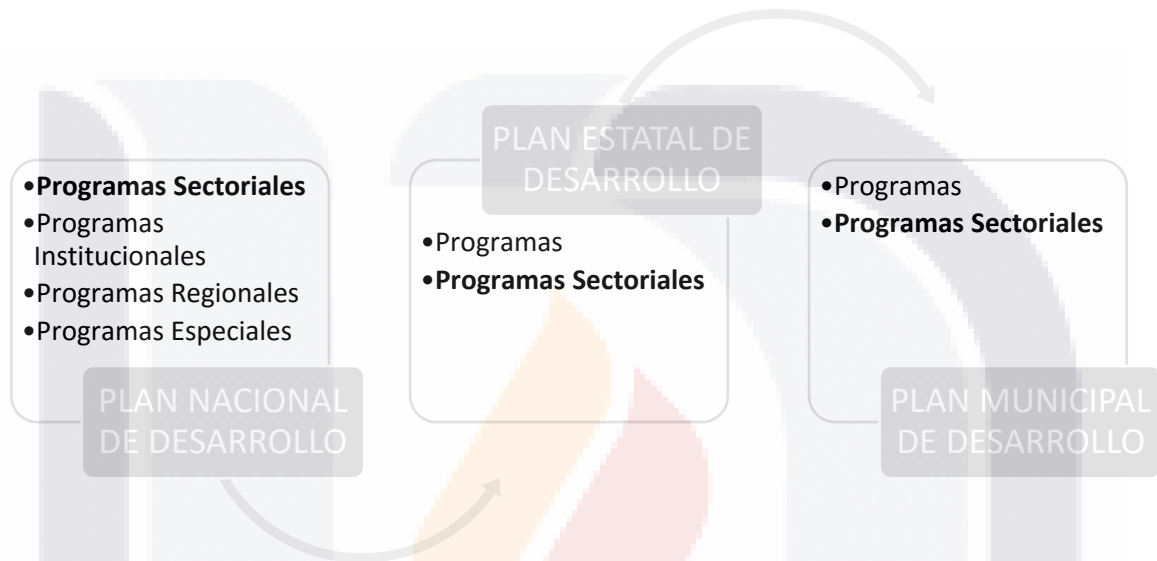 •Programas Sectoriales
•Programas
Institucionales
•Programas Regionales
•Programas Especiales
PLAN NACIONAL
DE DESARROLLO
PLAN ESTATAL DE
DESARROLLO
•Programas
•Programas Sectoriales
•Programas
•Programas Sectoriales
PLAN MUNICIPAL
DE DESARROLLO